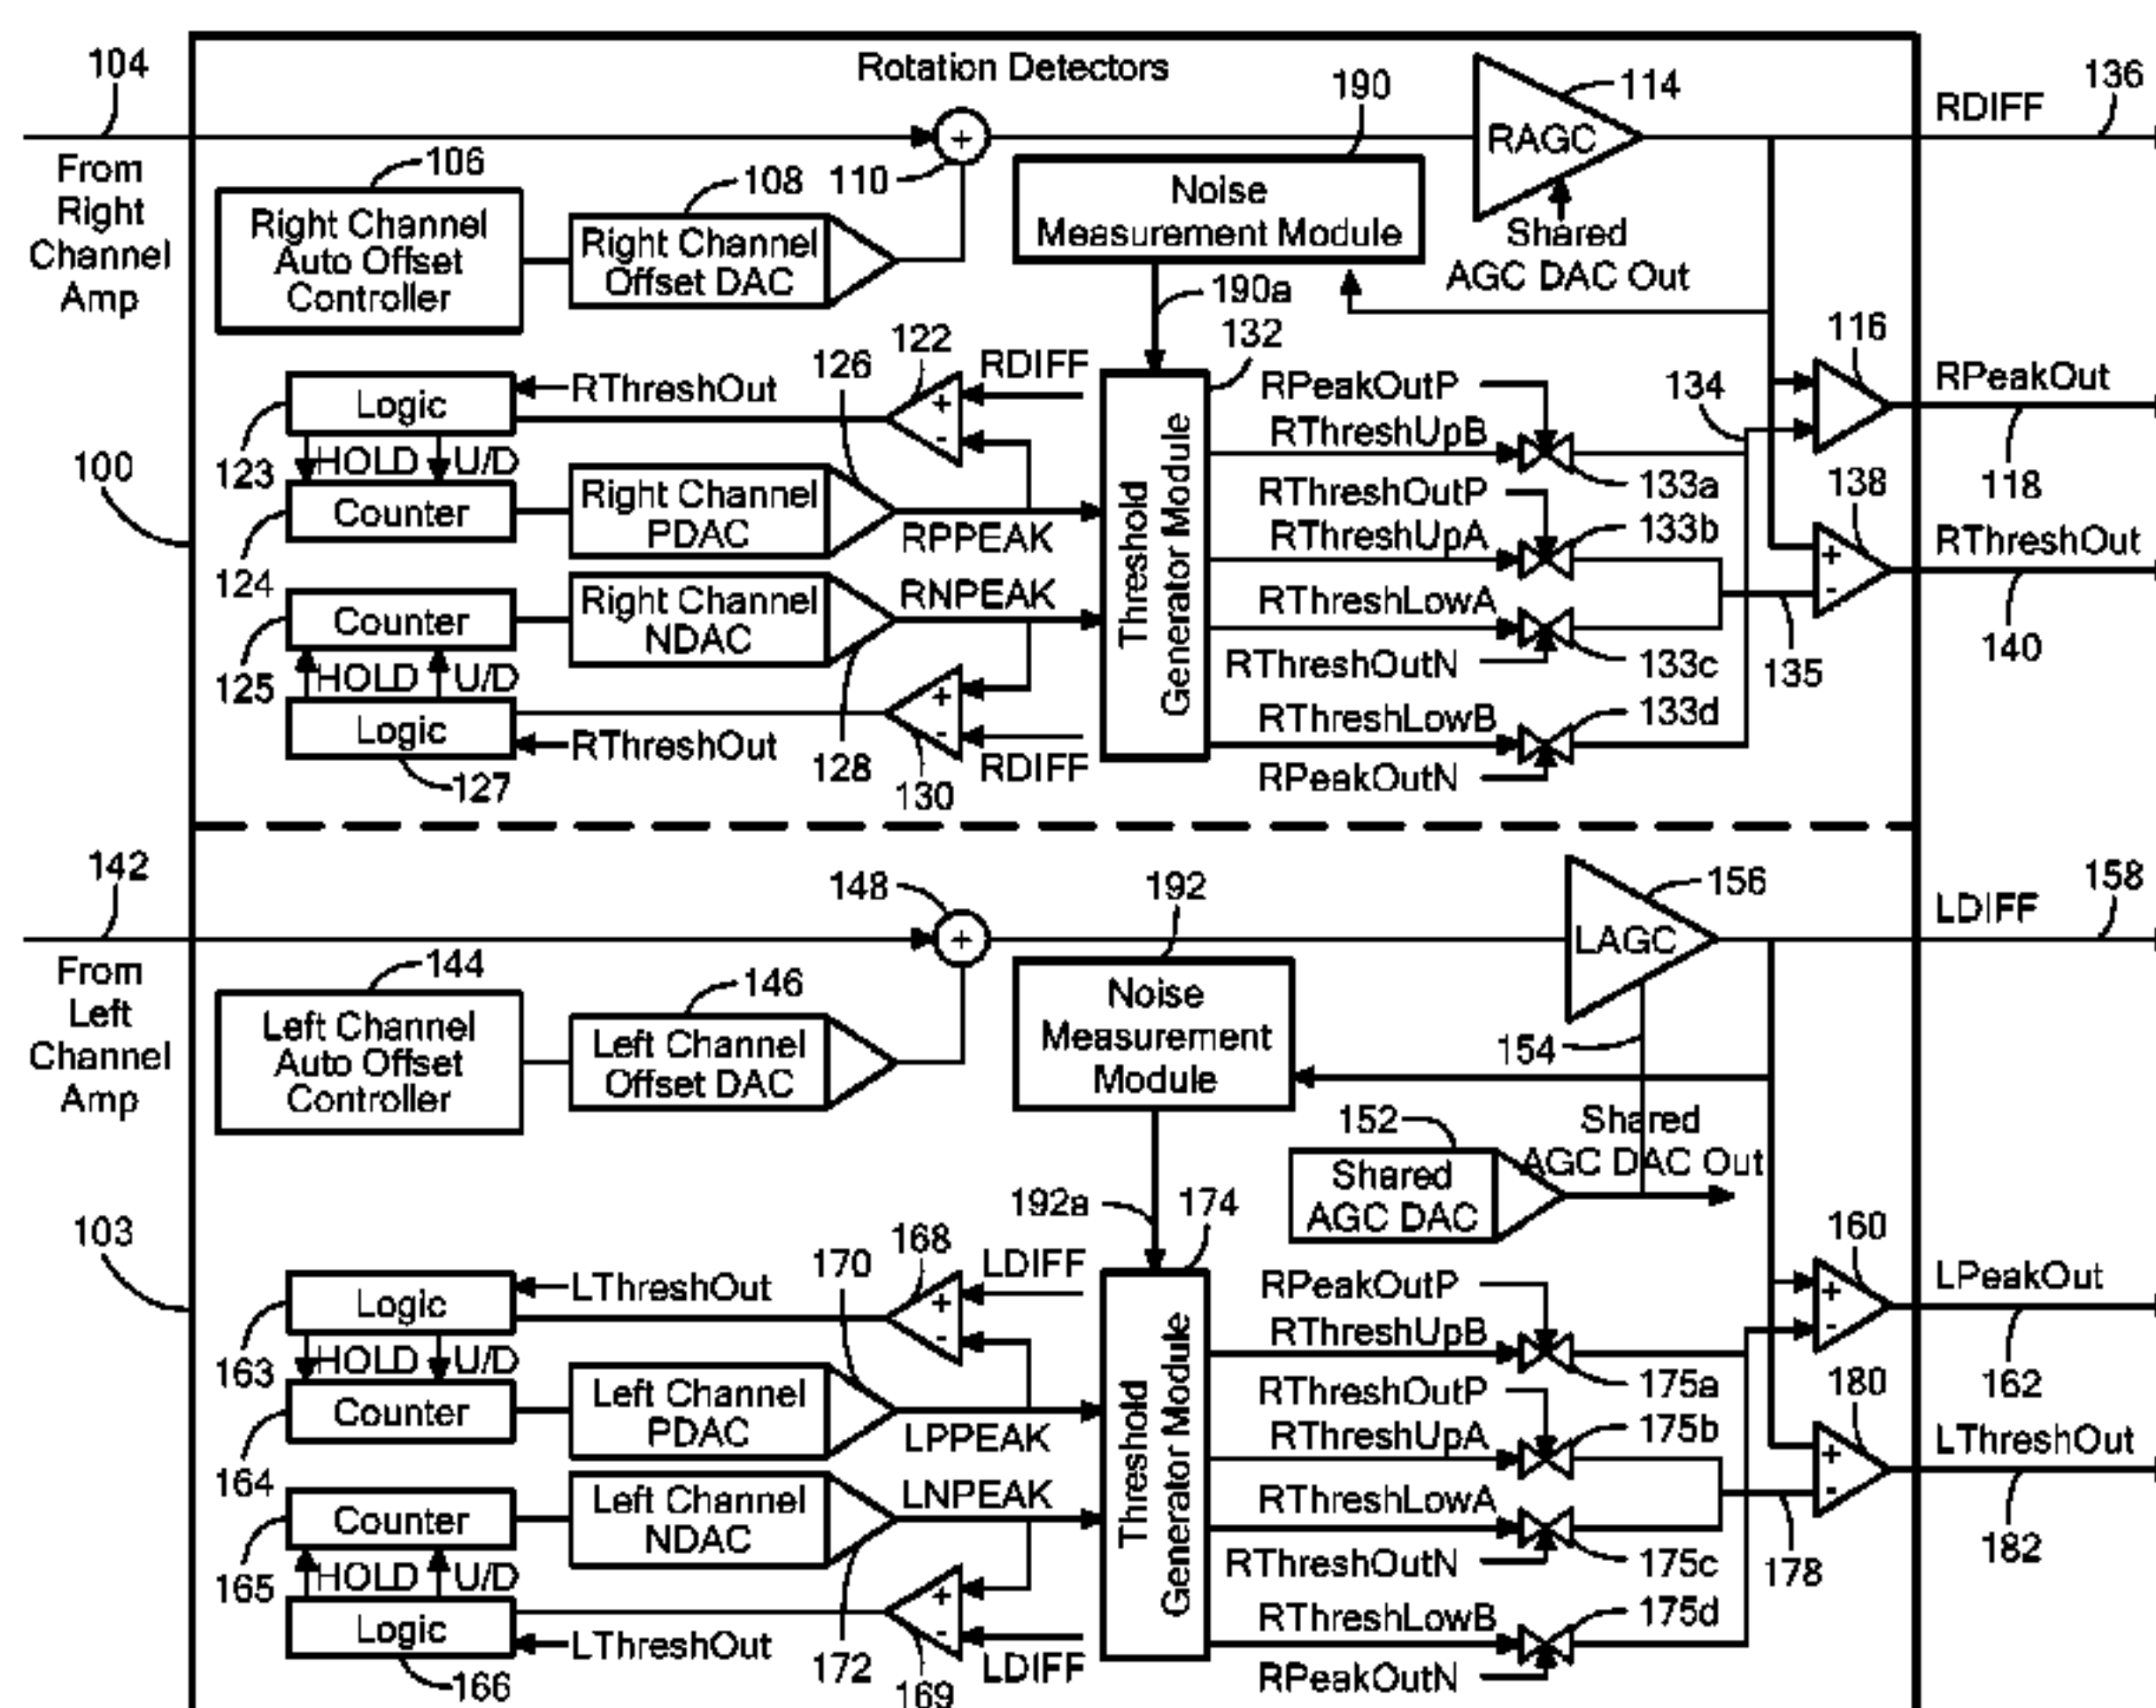 Rotation Detectors
104
From
Right
Channel
Amp
106
Right Channel
Auto Offset
Controller
108
Right Channel
Offset DAC
110
+
190
Noise
Measurement Module
190a
114
RAGC
Shared
AGC DAC Out
RDIFF
136
100
123
Logic
RThreshOut
HOLD
U/D
124
Counter
126
Right Channel
PDAC
RPPEAK
122
+
-
RDIFF
125
Counter
HOLD
U/D
Right Channel
NDAC
RNPEAK
128
Logic
RThreshOut
127
+
-
130
RDIFF
132
Threshold
Generator Module
RPeakOutP
RThreshUpB
133a
RThreshOutP
RThreshUpA
133b
RThreshLowA
133c
RThreshOutN
RThreshLowB
133d
RPeakOutN
134
135
116
RPeakOut
118
138
+
-
RThreshOut
140
142
From
Left
Channel
Amp
144
Left Channel
Auto Offset
Controller
146
Left Channel
Offset DAC
148
+
192
Noise
Measurement
Module
192a
156
LAGC
154
LDIFF
158
152
Shared
AGC DAC
Shared
AGC DAC Out
103
163
Logic
LThreshOut
HOLD
U/D
164
Counter
170
Left Channel
PDAC
LPPEAK
168
+
-
LDIFF
165
Counter
HOLD
U/D
Left Channel
NDAC
LNPEAK
172
Logic
LThreshOut
166
+
-
169
LDIFF
174
Threshold
Generator Module
RPeakOutP
RThreshUpB
175a
RThreshOutP
RThreshUpA
175b
RThreshLowA
175c
RThreshOutN
RThreshLowB
175d
RPeakOutN
178
160
+
-
LPeakOut
162
180
+
-
LThreshOut
182